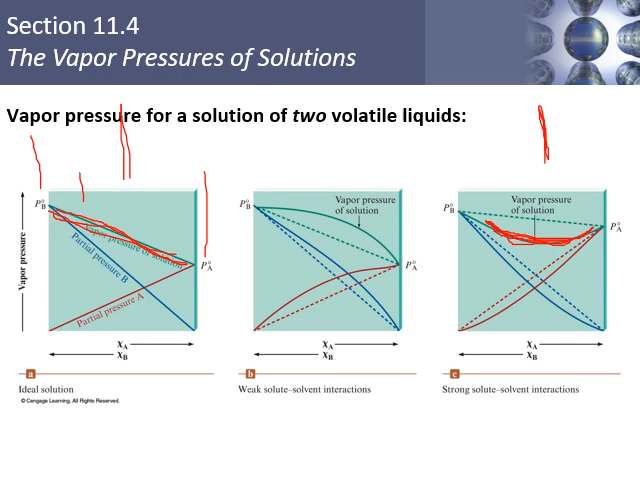 Section 11.4
The Vapor Pressures of Solutions
Vapor pressure for a solution of two volatile liquids:
Vapor pressure
P°B
Vapor pressure of solution
Partial pressure B
Partial pressure A
P°A
χA
χB
a
Ideal solution
© Cengage Learning. All Rights Reserved.
P°B
Vapor pressure
of solution
P°A
χA
χB
b
Weak solute–solvent interactions
P°B
Vapor pressure
of solution
P°A
χA
χB
c
Strong solute–solvent interactions